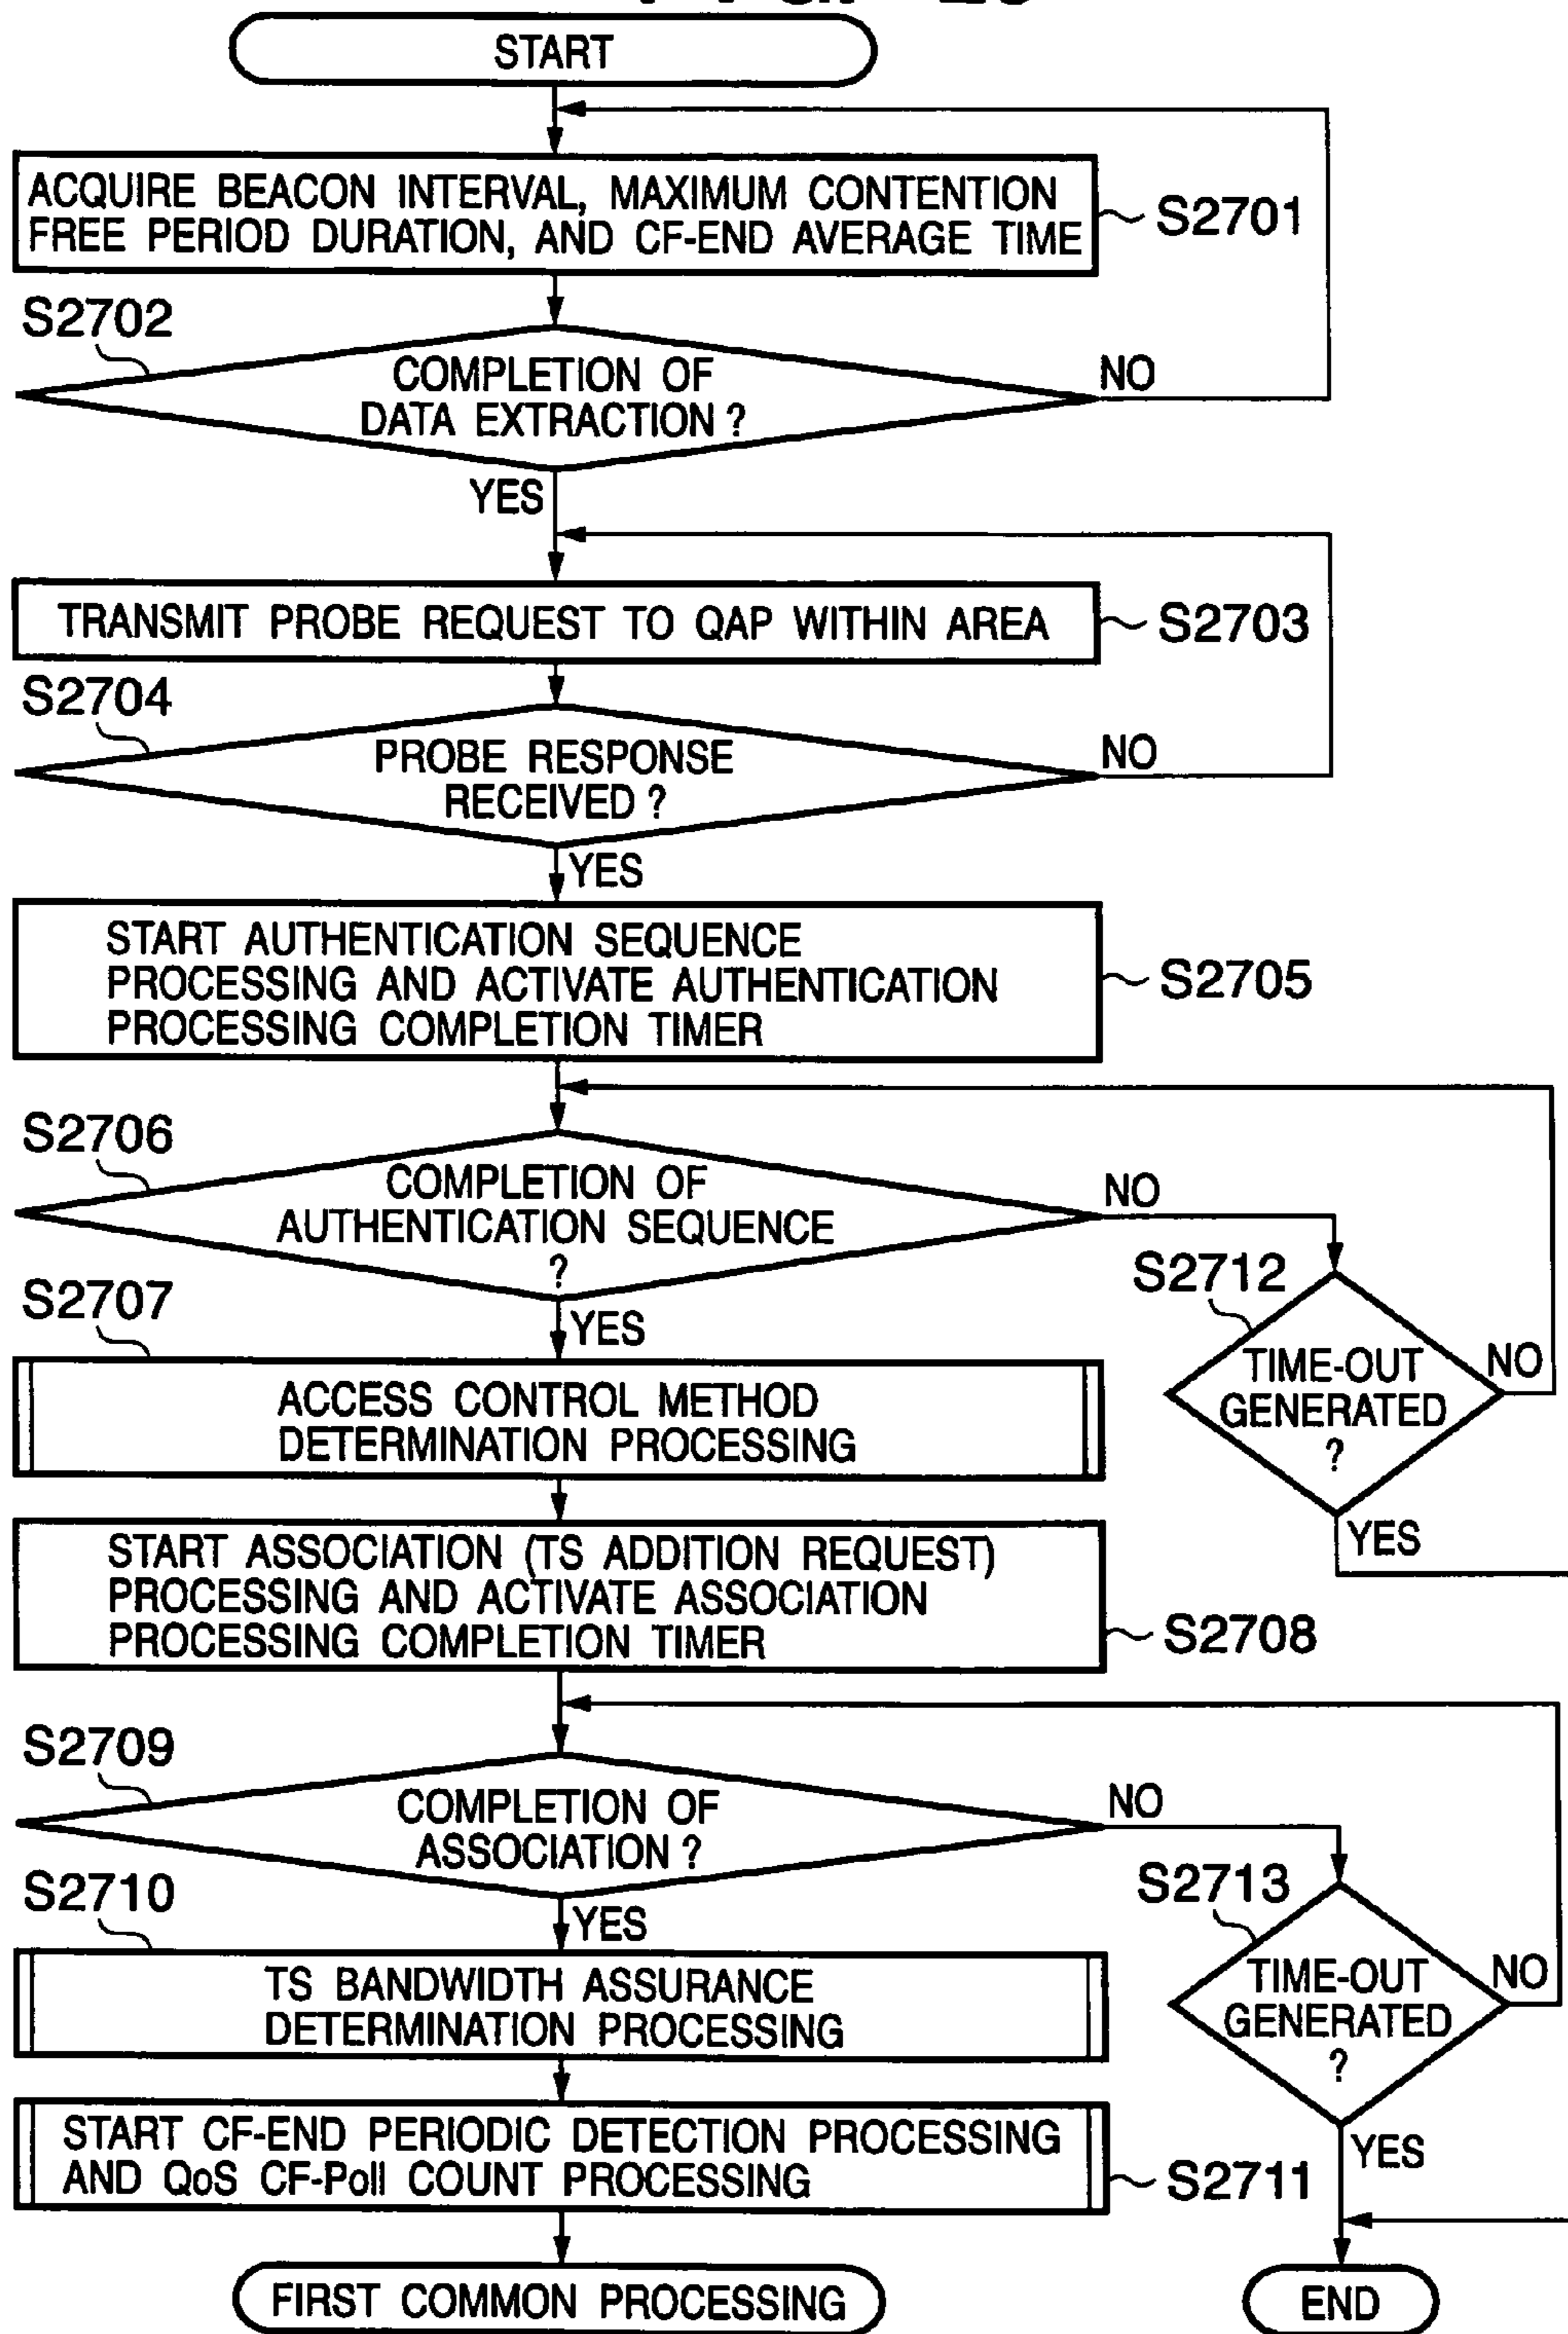 START
ACQUIRE BEACON INTERVAL, MAXIMUM CONTENTION
FREE PERIOD DURATION, AND CF-END AVERAGE TIME
S2701
S2702
COMPLETION OF
DATA EXTRACTION ?
NO
YES
TRANSMIT PROBE REQUEST TO QAP WITHIN AREA
S2703
S2704
PROBE RESPONSE
RECEIVED ?
NO
YES
START AUTHENTICATION SEQUENCE
PROCESSING AND ACTIVATE AUTHENTICATION
PROCESSING COMPLETION TIMER
S2705
S2706
COMPLETION OF
AUTHENTICATION SEQUENCE
?
NO
YES
S2712
TIME-OUT
GENERATED
?
NO
YES
S2707
ACCESS CONTROL METHOD
DETERMINATION PROCESSING
START ASSOCIATION (TS ADDITION REQUEST)
PROCESSING AND ACTIVATE ASSOCIATION
PROCESSING COMPLETION TIMER
S2708
S2709
COMPLETION OF
ASSOCIATION ?
NO
YES
S2713
TIME-OUT
GENERATED
?
NO
YES
S2710
TS BANDWIDTH ASSURANCE
DETERMINATION PROCESSING
START CF-END PERIODIC DETECTION PROCESSING
AND QoS CF-Poll COUNT PROCESSING
S2711
FIRST COMMON PROCESSING
END